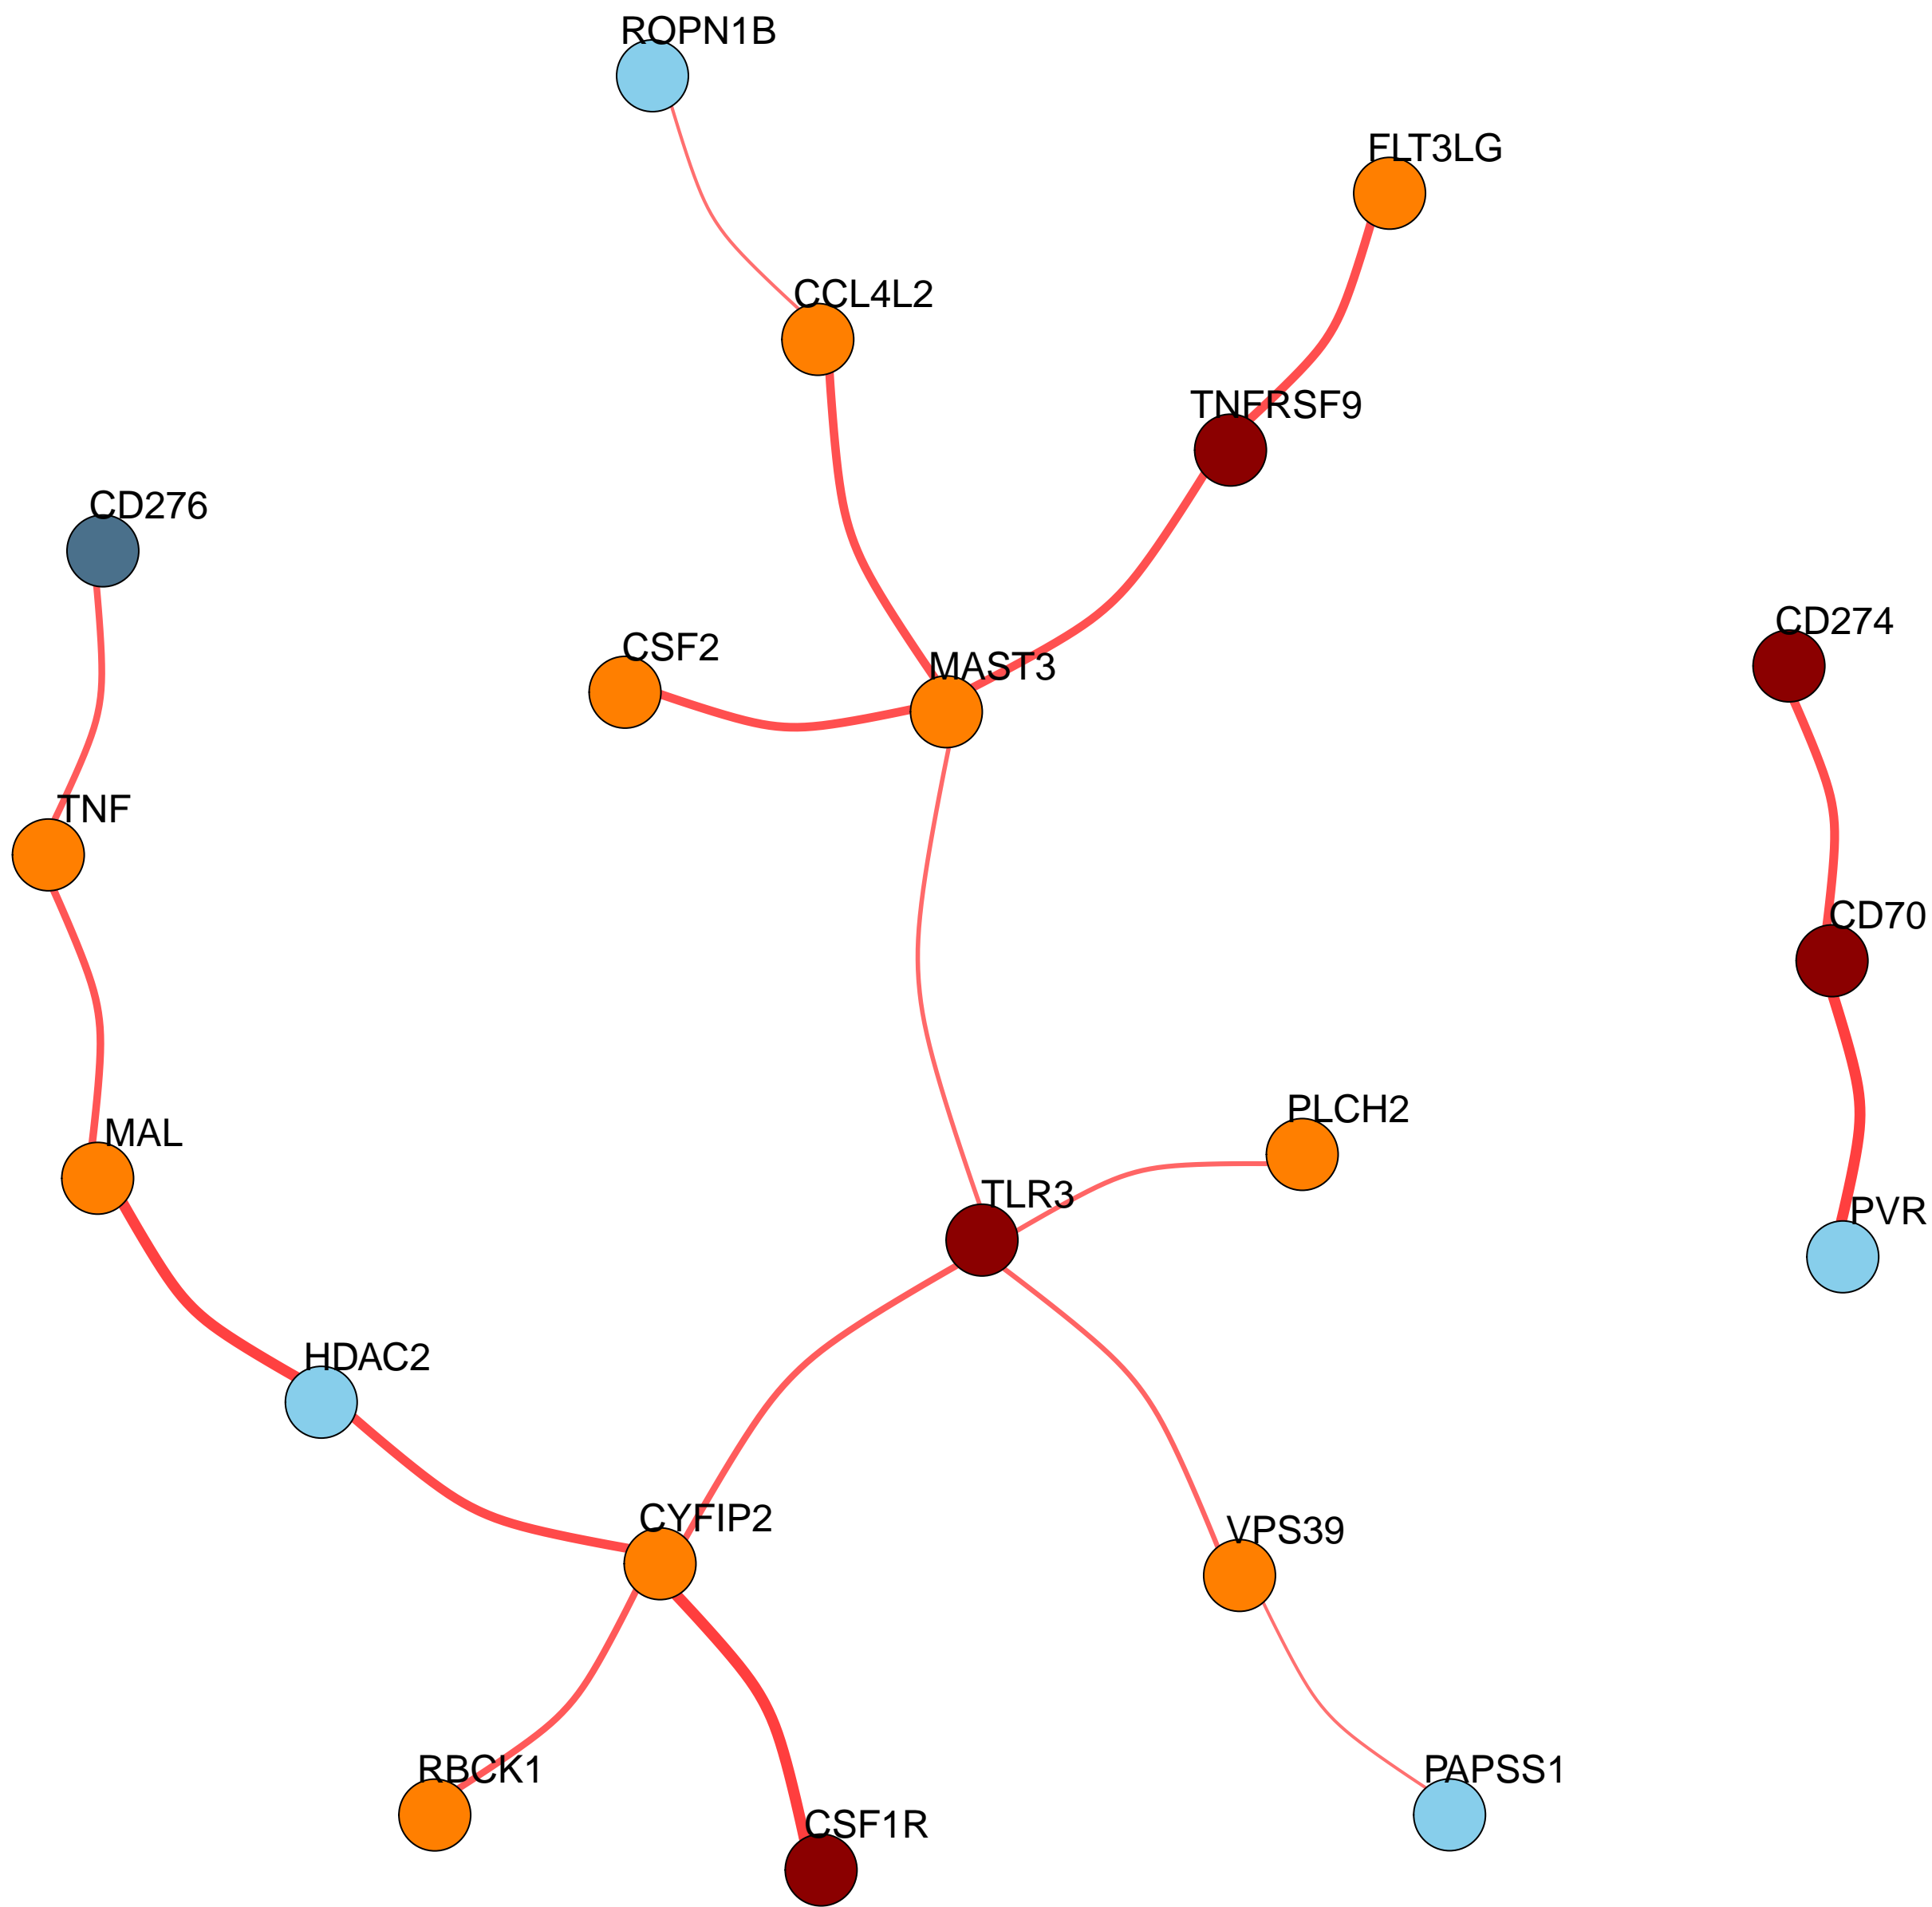 ROPN1B
FLT3LG
CCL4L2
TNFRSF9
CD276
CD274
CSF2
MAST3
TNF
CD70
PLCH2
MAL
TLR3
PVR
HDAC2
CYFIP2
VPS39
RBCK1
PAPSS1
CSF1R